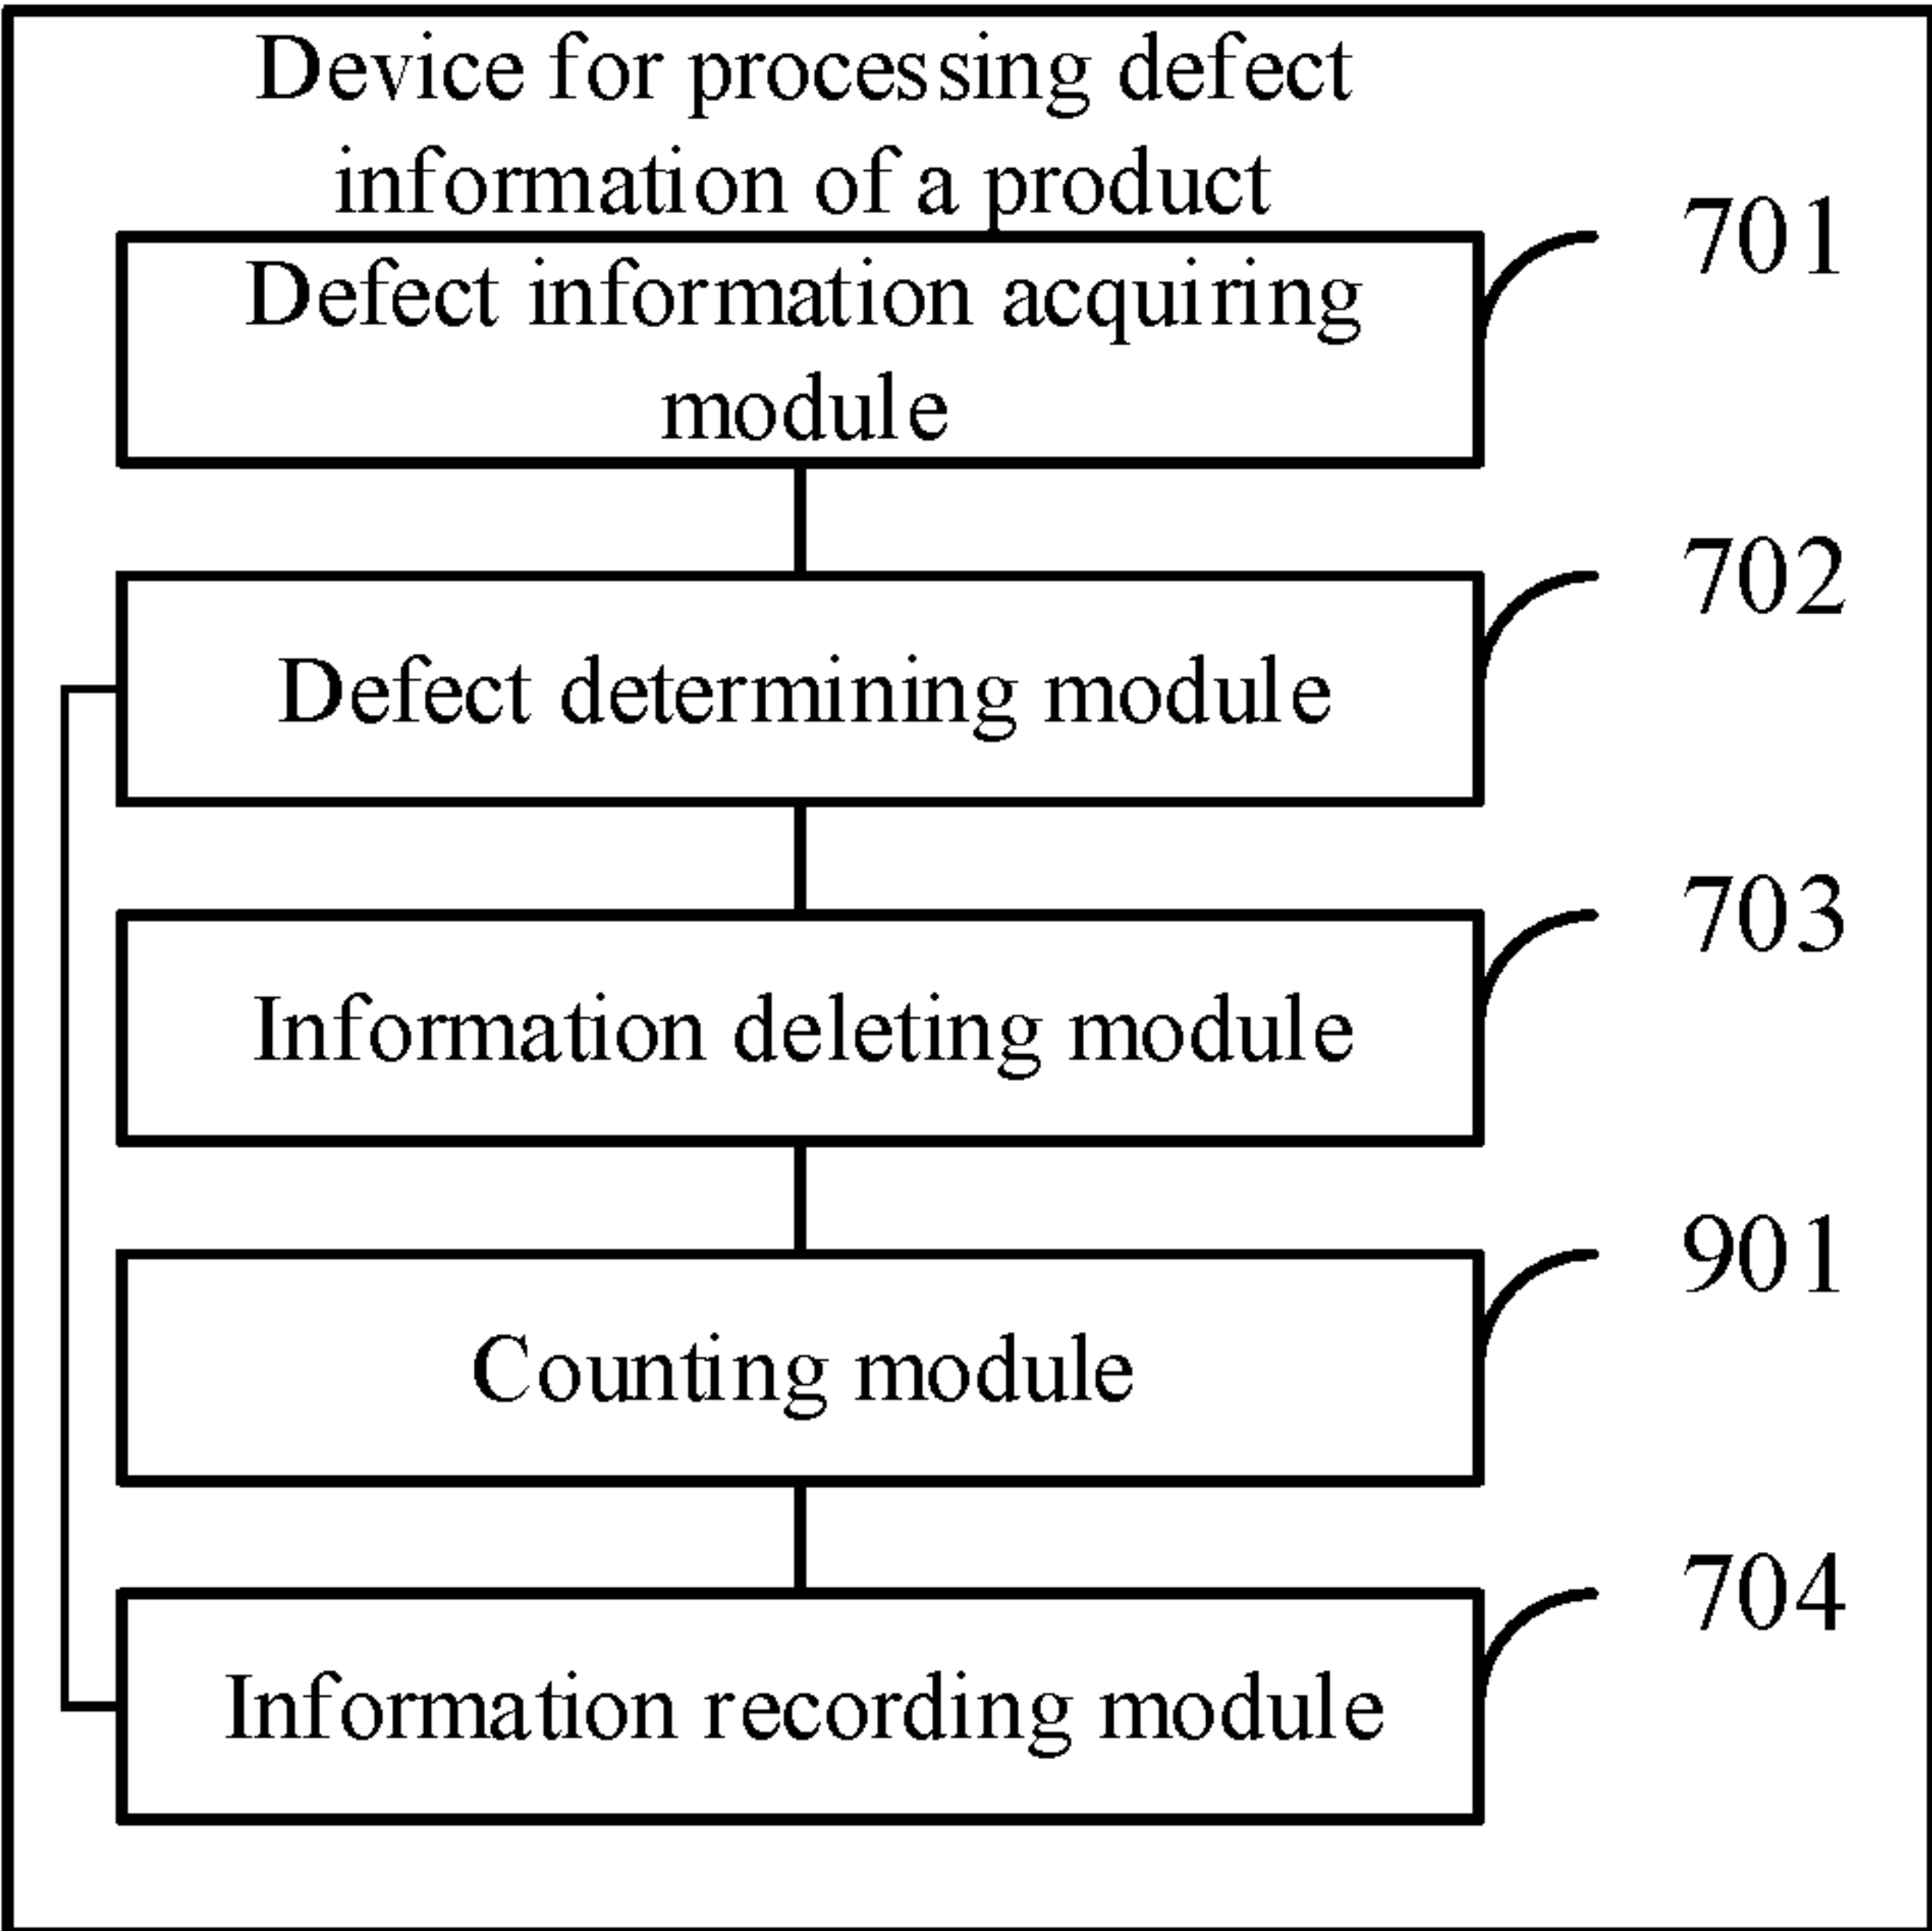 Device for processing defect
information of a product
701
Defect information acquiring
module
702
Defect determining module
703
Information deleting module
901
Counting module
704
Information recording module